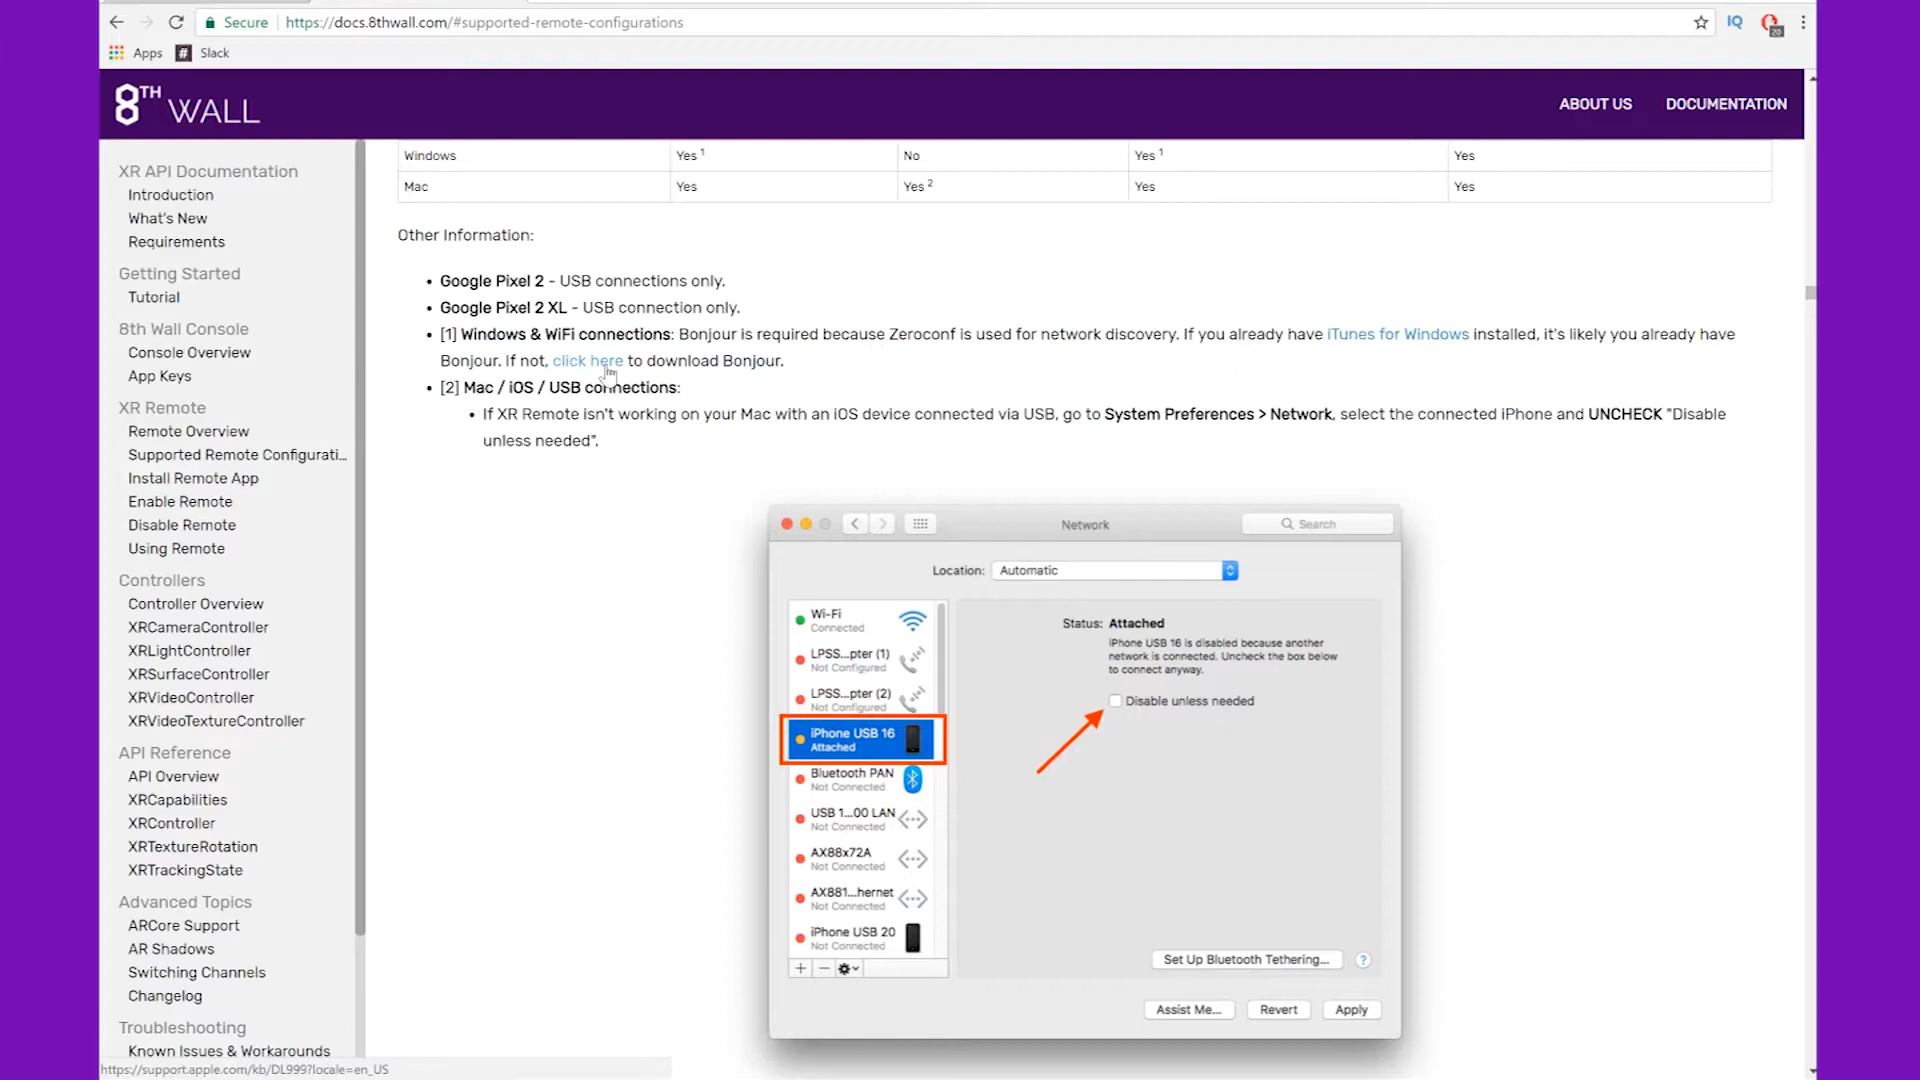 Secure https://docs.8thwall.com/#supported-remote-configurations
IQ
20
Apps # Slack
8TH WALL
ABOUT US DOCUMENTATION
XR API Documentation
Introduction
What's New
Requirements
Getting Started
Tutorial
8th Wall Console
Console Overview
App Keys
XR Remote
Remote Overview
Supported Remote Configurati...
Install Remote App
Enable Remote
Disable Remote
Using Remote
Controllers
Controller Overview
XRCameraController
XRLightController
XRSurfaceController
XRVideoController
XRVideoTextureController
API Reference
API Overview
XRCapabilities
XRController
XRTextureRotation
XRTrackingState
Advanced Topics
ARCore Support
AR Shadows
Switching Channels
Changelog
Troubleshooting
Known Issues & Workarounds
https://support.apple.com/kb/DL999?locale=en_US
Windows Yes 1 No Yes 1 Yes
Mac Yes Yes 2 Yes Yes
Other Information:
• Google Pixel 2 - USB connections only.
• Google Pixel 2 XL - USB connection only.
• [1] Windows & WiFi connections: Bonjour is required because Zeroconf is used for network discovery. If you already have iTunes for Windows installed, it's likely you already have
Bonjour. If not, click here to download Bonjour.
• [2] Mac / iOS / USB connections:
• If XR Remote isn't working on your Mac with an iOS device connected via USB, go to System Preferences > Network, select the connected iPhone and UNCHECK "Disable
unless needed".
Network
Search
Location: Automatic
Wi-Fi
Connected
LPSS...pter (1)
Not Configured
LPSS...pter (2)
Not Configured
iPhone USB 16
Attached
Bluetooth PAN
Not Connected
USB 1...00 LAN
Not Connected
AX88x72A
Not Connected
AX881...hernet
Not Connected
iPhone USB 20
Not Connected
Status: Attached
iPhone USB 16 is disabled because another
network is connected. Uncheck the box below
to connect anyway.
Disable unless needed
Set Up Bluetooth Tethering... ?
Assist Me... Revert Apply